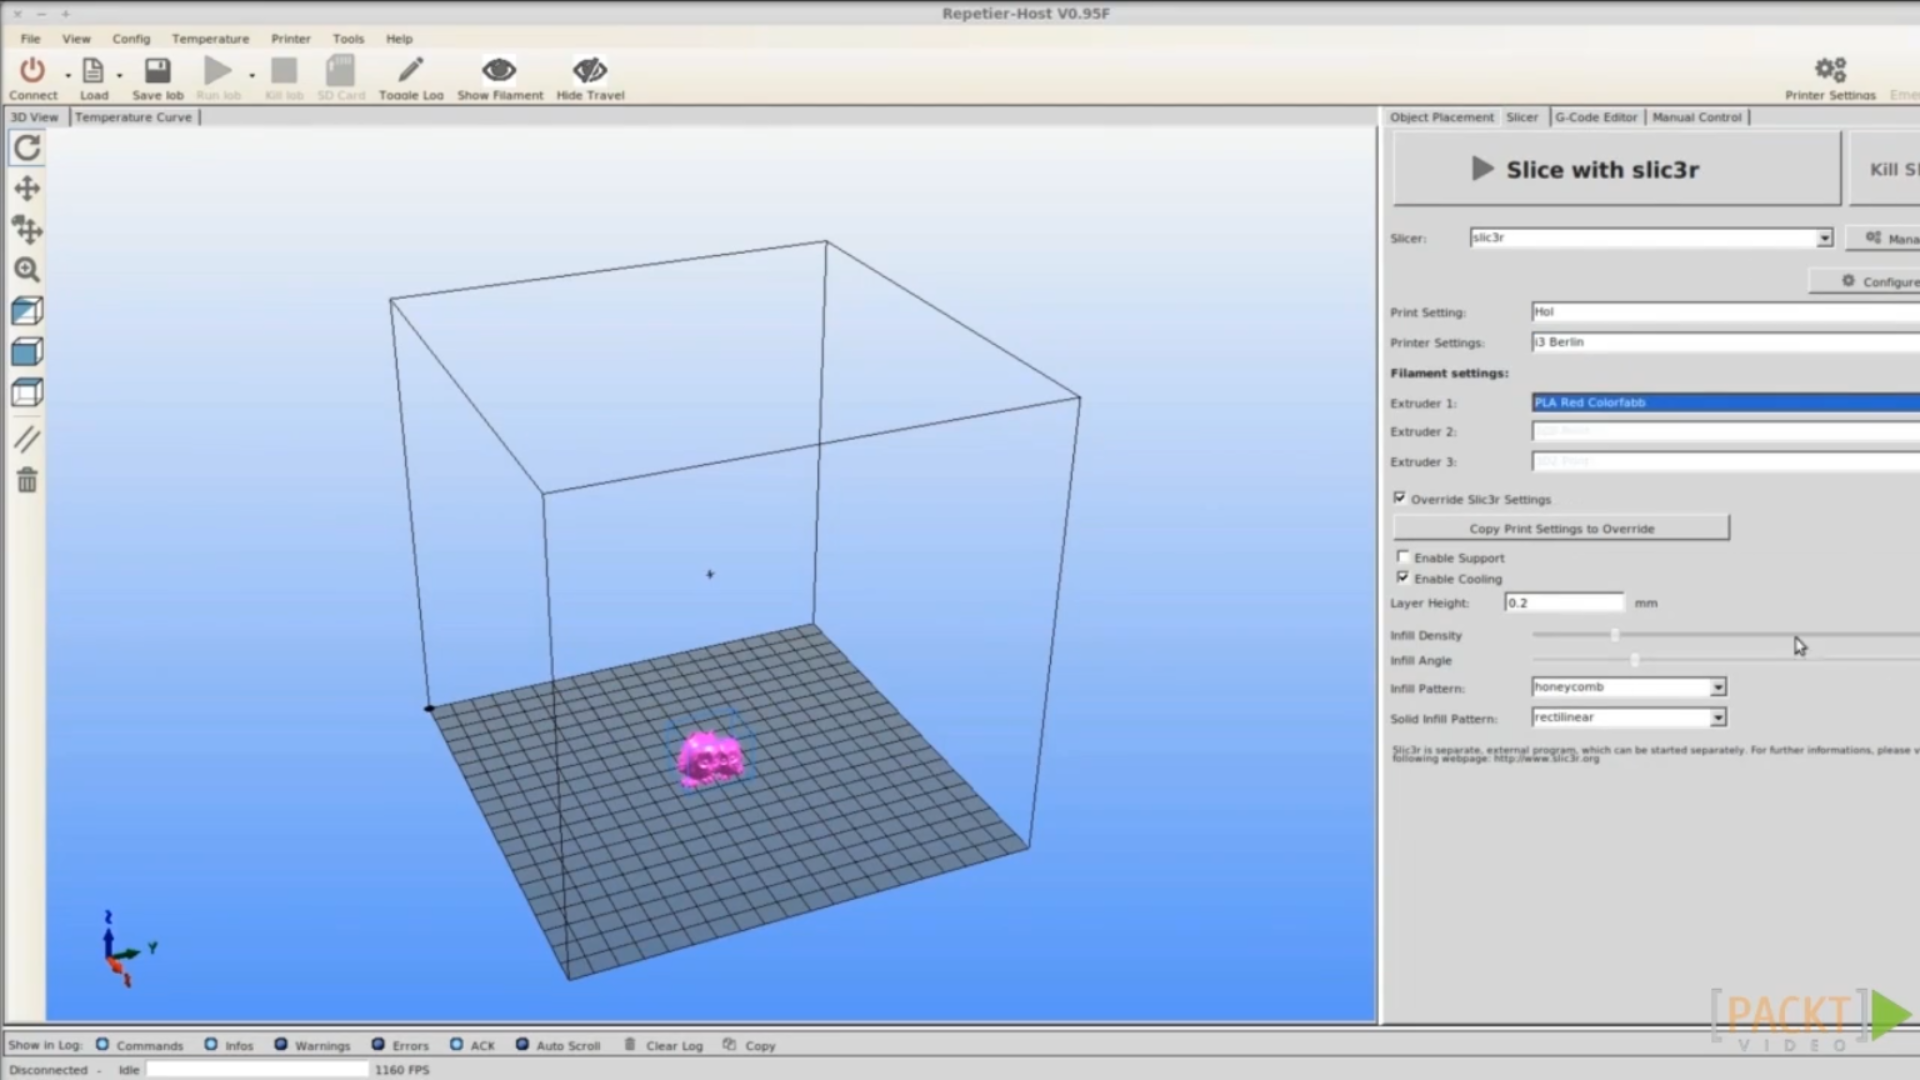 Repetier-Host V0.95F
File View Config Temperature Printer Tools Help
Connect Load Save Job Run Job Kill Job SD Card Toggle Log Show Filament Hide Travel Printer Settings Eme
3D View Temperature Curve Object Placement Slicer G-Code Editor Manual Control
Slice with slic3r
Kill Sl
Slicer: slic3r Mana
Configure
Print Setting: Hol
Printer Settings: i3 Berlin
Filament settings:
Extruder 1: PLA Red Colorfabb
Extruder 2:
Extruder 3:
Override Slic3r Settings
Copy Print Settings to Override
Enable Support
Enable Cooling
Layer Height: 0.2 mm
Infill Density
Infill Angle
Infill Pattern: honeycomb
Solid Infill Pattern: rectilinear
Slic3r is separate, external program, which can be started separately. For further informations, please v
following webpage: http://www.slic3r.org
Z
Y
PACKT
VIDEO
Show in Log: Commands Infos Warnings Errors ACK Auto Scroll Clear Log Copy
Disconnected - Idle 1160 FPS